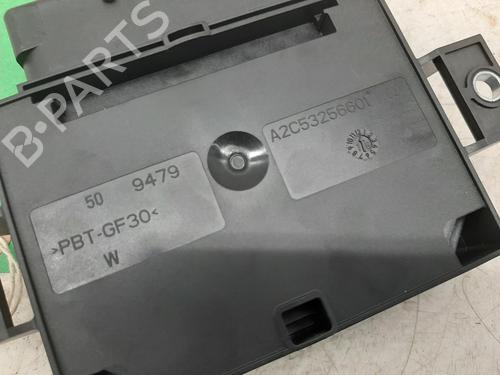 B-PARTS
A2C53256601
50 9479
>PBT-GF30<
W